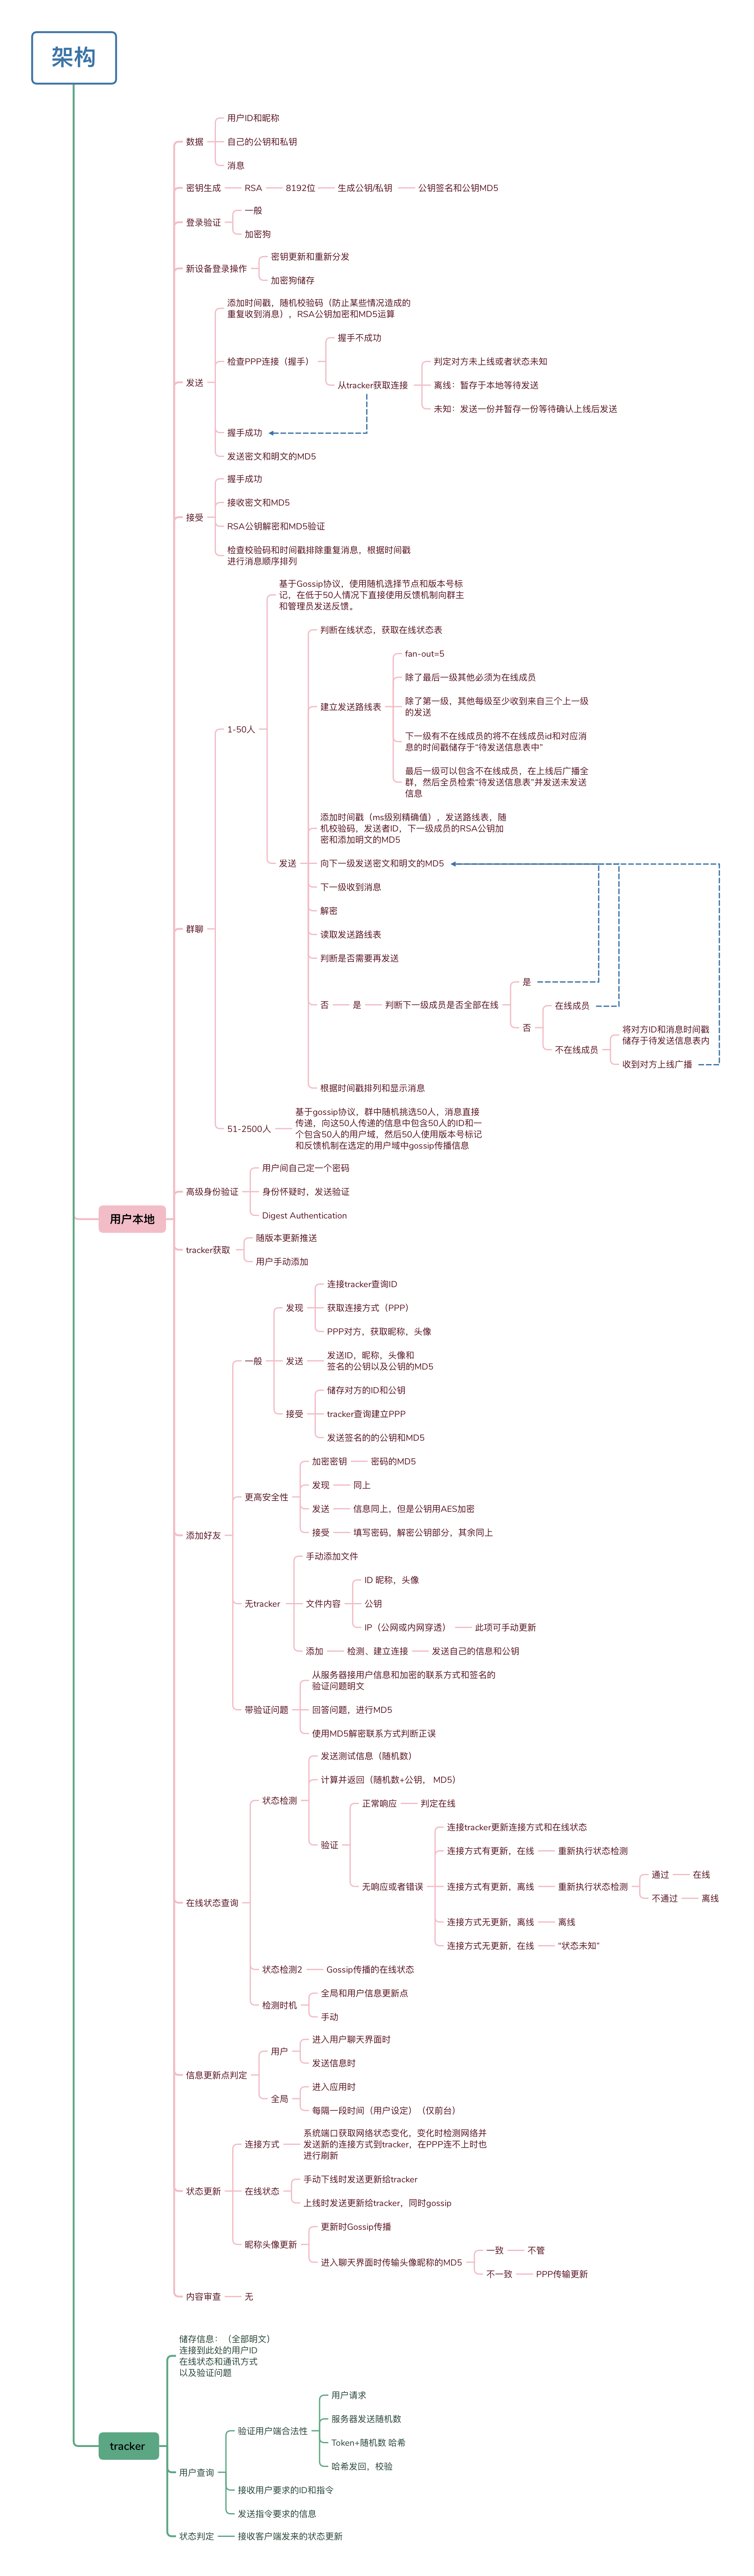 架构
数据
用户ID和昵称
自己的公钥和私钥
消息
密钥生成
RSA
8192位
生成公钥/私钥
公钥签名和公钥MD5
登录验证
一般
加密狗
新设备登录操作
密钥更新和重新分发
加密狗储存
发送
添加时间戳，随机校验码（防止某些情况造成的
重复收到消息），RSA公钥加密和MD5运算
检查PPP连接（握手）
握手不成功
从tracker获取连接
判定对方未上线或者状态未知
离线：暂存于本地等待发送
未知：发送一份并暂存一份等待确认上线后发送
握手成功
发送密文和明文的MD5
接受
握手成功
接收密文和MD5
RSA公钥解密和MD5验证
检查校验码和时间戳排除重复消息，根据时间戳
进行消息顺序排列
群聊
1-50人
基于Gossip协议，使用随机选择节点和版本号标
记，在低于50人情况下直接使用反馈机制向群主
和管理员发送反馈。
发送
判断在线状态，获取在线状态表
建立发送路线表
fan-out=5
除了最后一级其他必须为在线成员
除了第一级，其他每级至少收到来自三个上一级
的发送
下一级有不在线成员的将不在线成员id和对应消
息的时间戳储存于“待发送信息表中”
最后一级可以包含不在线成员，在上线后广播全
群，然后全员检索“待发送信息表”并发送未发送
信息
添加时间戳（ms级别精确值），发送路线表，随
机校验码，发送者ID，下一级成员的RSA公钥加
密和添加明文的MD5
向下一级发送密文和明文的MD5
下一级收到消息
解密
读取发送路线表
判断是否需要再发送
否
是
判断下一级成员是否全部在线
是
否
在线成员
不在线成员
将对方ID和消息时间戳
储存于待发送信息表内
收到对方上线广播
根据时间戳排列和显示消息
51-2500人
基于gossip协议，群中随机挑选50人，消息直接
传递，向这50人传递的信息中包含50人的ID和一
个包含50人的用户域，然后50人使用版本号标记
和反馈机制在选定的用户域中gossip传播信息
用户本地
高级身份验证
用户间自己定一个密码
身份怀疑时，发送验证
Digest Authentication
tracker获取
随版本更新推送
用户手动添加
添加好友
一般
发现
连接tracker查询ID
获取连接方式（PPP）
PPP对方，获取昵称，头像
发送
发送ID，昵称，头像和
签名的公钥以及公钥的MD5
接受
储存对方的ID和公钥
tracker查询建立PPP
发送签名的的公钥和MD5
更高安全性
加密密钥
密码的MD5
发现
同上
发送
信息同上，但是公钥用AES加密
接受
填写密码，解密公钥部分，其余同上
无tracker
手动添加文件
文件内容
ID 昵称，头像
公钥
IP（公网或内网穿透）
此项可手动更新
添加
检测、建立连接
发送自己的信息和公钥
带验证问题
从服务器接用户信息和加密的联系方式和签名的
验证问题明文
回答问题，进行MD5
使用MD5解密联系方式判断正误
在线状态查询
状态检测
发送测试信息（随机数）
计算并返回（随机数+公钥， MD5）
验证
正常响应
判定在线
无响应或者错误
连接tracker更新连接方式和在线状态
连接方式有更新，在线
重新执行状态检测
连接方式有更新，离线
重新执行状态检测
通过
在线
不通过
离线
连接方式无更新，离线
离线
连接方式无更新，在线
“状态未知”
状态检测2
Gossip传播的在线状态
检测时机
全局和用户信息更新点
手动
信息更新点判定
用户
进入用户聊天界面时
发送信息时
全局
进入应用时
每隔一段时间（用户设定）（仅前台）
状态更新
连接方式
系统端口获取网络状态变化，变化时检测网络并
发送新的连接方式到tracker，在PPP连不上时也
进行刷新
在线状态
手动下线时发送更新给tracker
上线时发送更新给tracker，同时gossip
昵称头像更新
更新时Gossip传播
进入聊天界面时传输头像昵称的MD5
一致
不管
不一致
PPP传输更新
内容审查
无
tracker
储存信息：（全部明文）
连接到此处的用户ID
在线状态和通讯方式
以及验证问题
用户查询
验证用户端合法性
用户请求
服务器发送随机数
Token+随机数 哈希
哈希发回，校验
接收用户要求的ID和指令
发送指令要求的信息
状态判定
接收客户端发来的状态更新